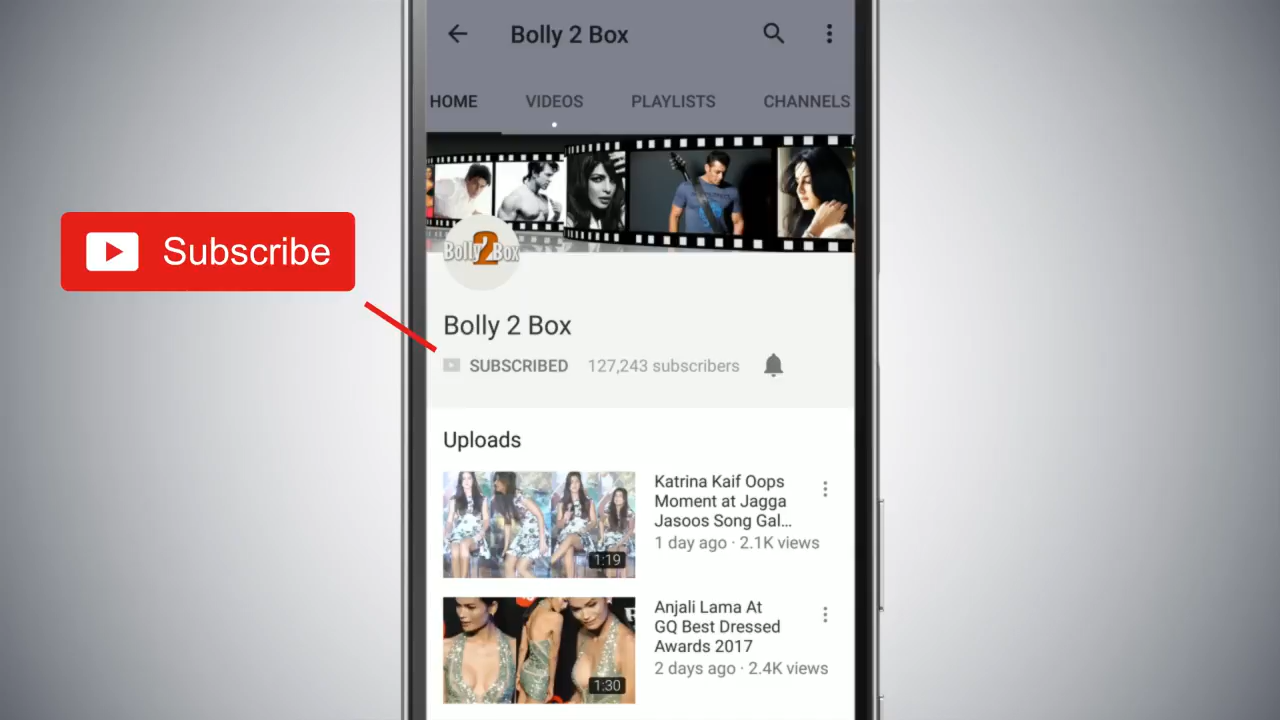 Bolly 2 Box
HOME VIDEOS PLAYLISTS CHANNELS
Bolly2Box
Subscribe
Bolly 2 Box
SUBSCRIBED 127,243 subscribers
Uploads
Katrina Kaif Oops
Moment at Jagga
Jasoos Song Gal...
1 day ago · 2.1K views
1:19
Anjali Lama At
GQ Best Dressed
Awards 2017
2 days ago · 2.4K views
1:30